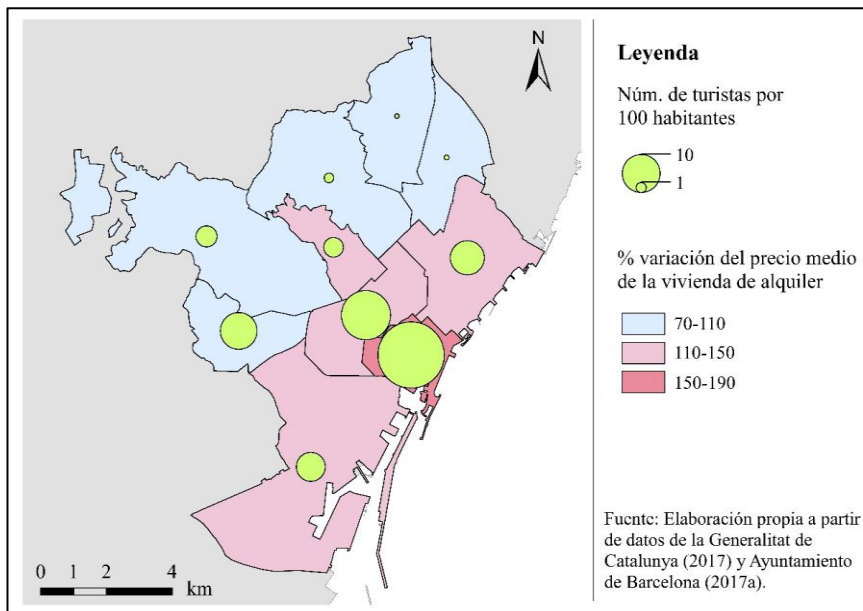 N
Leyenda
Núm. de turistas por
100 habitantes
10
1
% variación del precio medio
de la vivienda de alquiler
70-110
110-150
150-190
Fuente: Elaboración propia a partir
de datos de la Generalitat de
Catalunya (2017) y Ayuntamiento
de Barcelona (2017a).
0 1 2 4
km